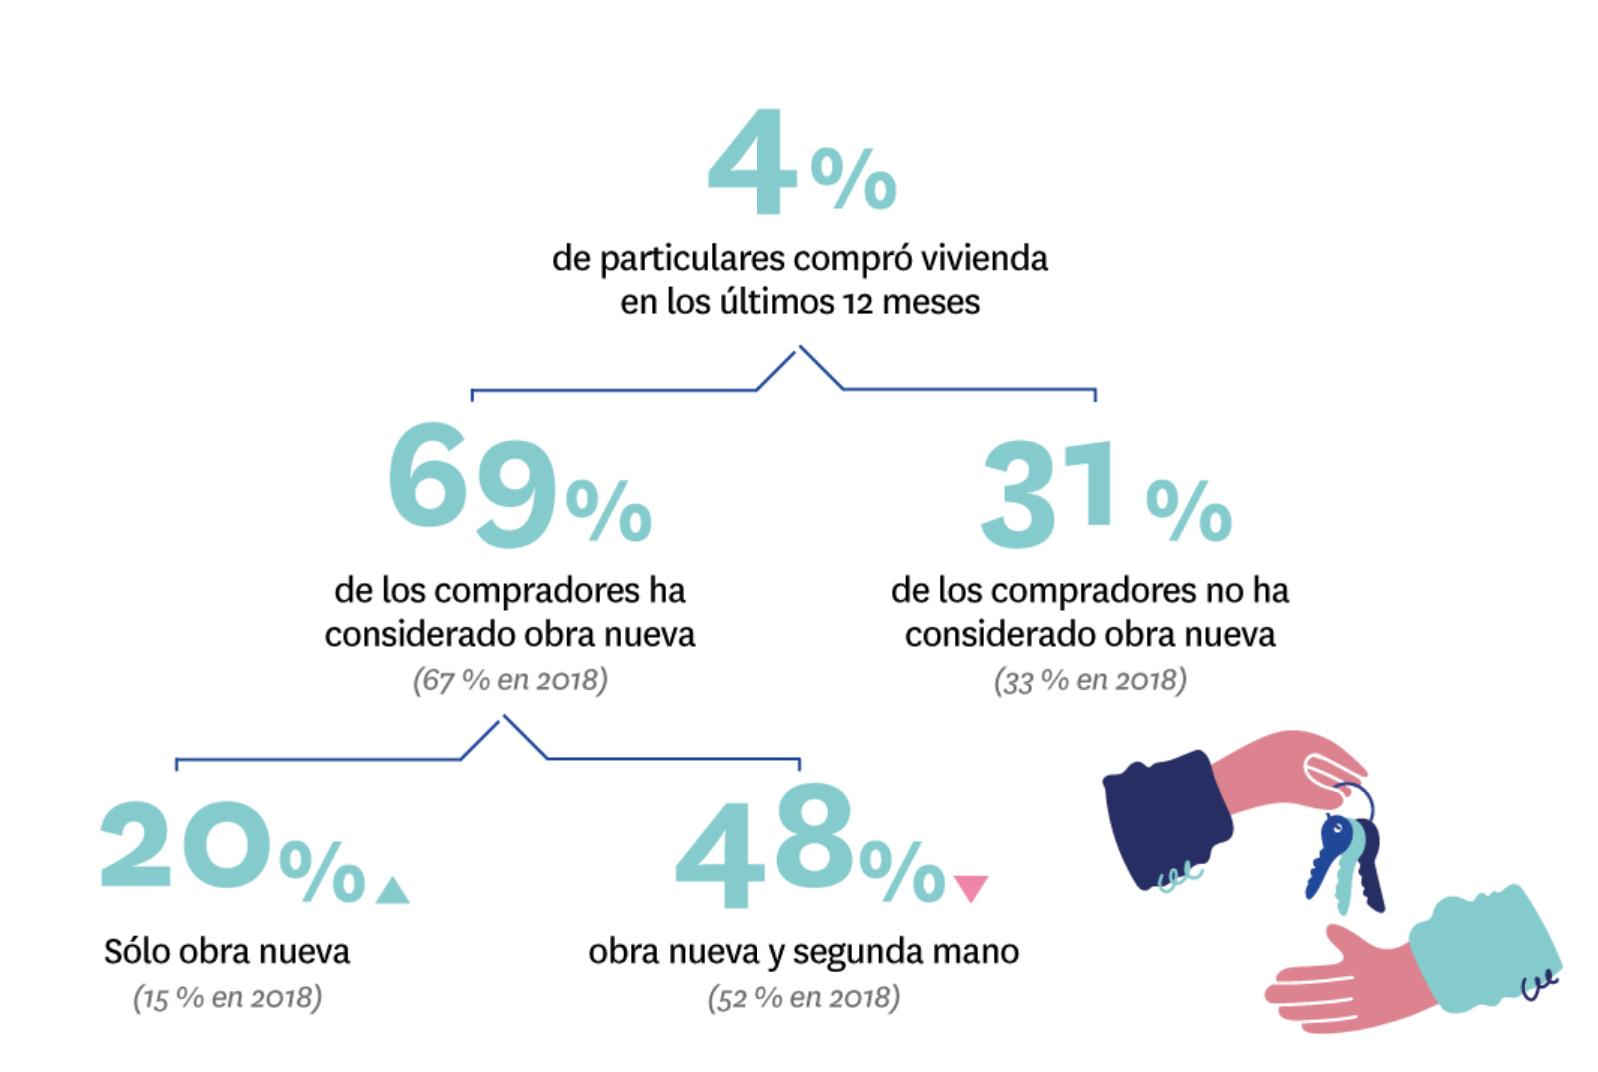 4%
de particulares compró vivienda
en los últimos 12 meses
69%
31 %
de los compradores ha
considerado obra nueva
(67 % en 2018)
de los compradores no ha
considerado obra nueva
(33 % en 2018)
20%
48%
Sólo obra nueva
(15 % en 2018)
obra nueva y segunda mano
(52 % en 2018)